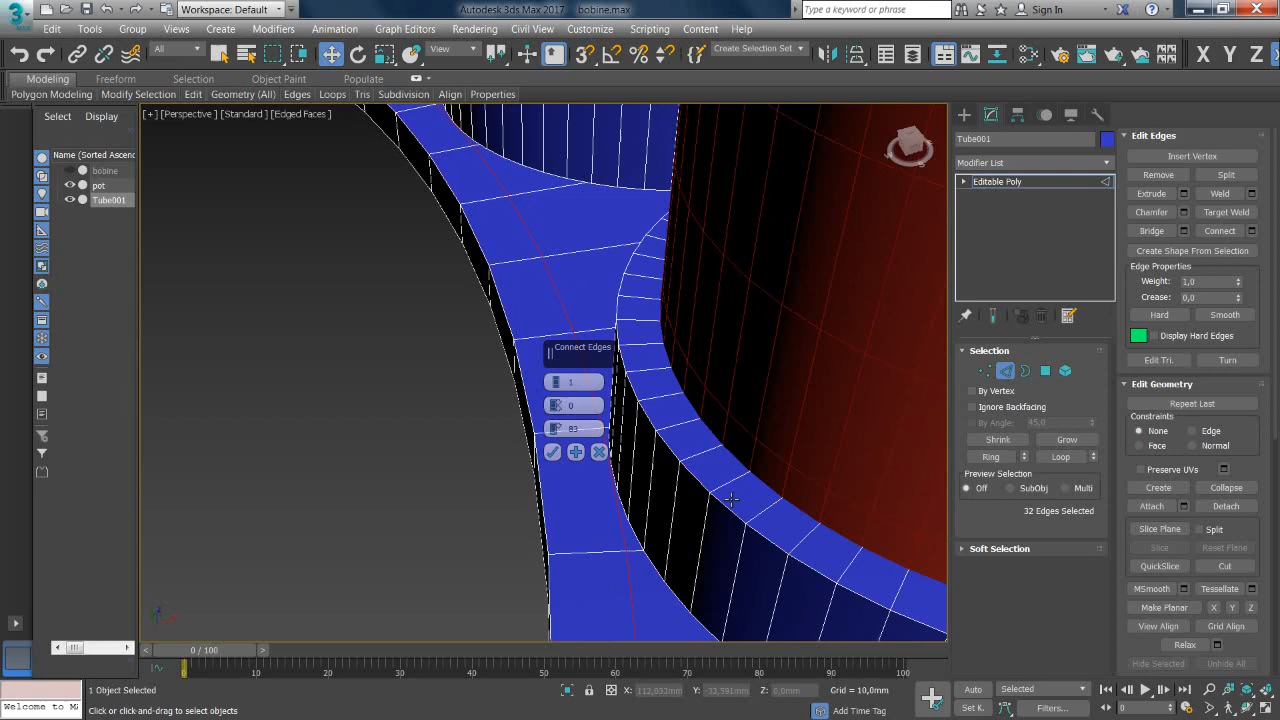 Workspace: Default
Autodesk 3ds Max 2017 bobine.max
Type a keyword or phrase
Sign In
Edit Tools Group Views Create Modifiers Animation Graph Editors Rendering Civil View Customize Scripting Content Help
All
View
Create Selection Set
X Y Z
Modeling Freeform Selection Object Paint Populate
Polygon Modeling Modify Selection Edit Geometry (All) Edges Loops Tris Subdivision Align Properties
Select Display
[+] [Perspective ] [Standard ] [Edged Faces ]
Name (Sorted Ascen
bobine
pot
Tube001
Connect Edges
1
0
83
Tube001
Modifier List
Editable Poly
Selection
By Vertex
Ignore Backfacing
By Angle: 45,0
Shrink Grow
Ring Loop
Preview Selection
Off SubObj Multi
32 Edges Selected
Soft Selection
Edit Edges
Insert Vertex
Remove Split
Extrude Weld
Chamfer Target Weld
Bridge Connect
Create Shape From Selection
Edge Properties
Weight: 1,0
Crease: 0,0
Hard Smooth
Display Hard Edges
Edit Tri. Turn
Edit Geometry
Repeat Last
Constraints
None Edge
Face Normal
Preserve UVs
Create Collapse
Attach Detach
Slice Plane Split
Slice Reset Plane
QuickSlice Cut
MSmooth Tessellate
Make Planar X Y Z
View Align Grid Align
Relax
Hide Selected Unhide All
0 / 100
0 10 20 30 40 50 60 70 80 90 100
1 Object Selected
X: 112,033mm Y: -33,591mm Z: 0,0mm Grid = 10,0mm
Auto Selected
Welcome to M
Click or click-and-drag to select objects
Add Time Tag
Set K. Filters... 0